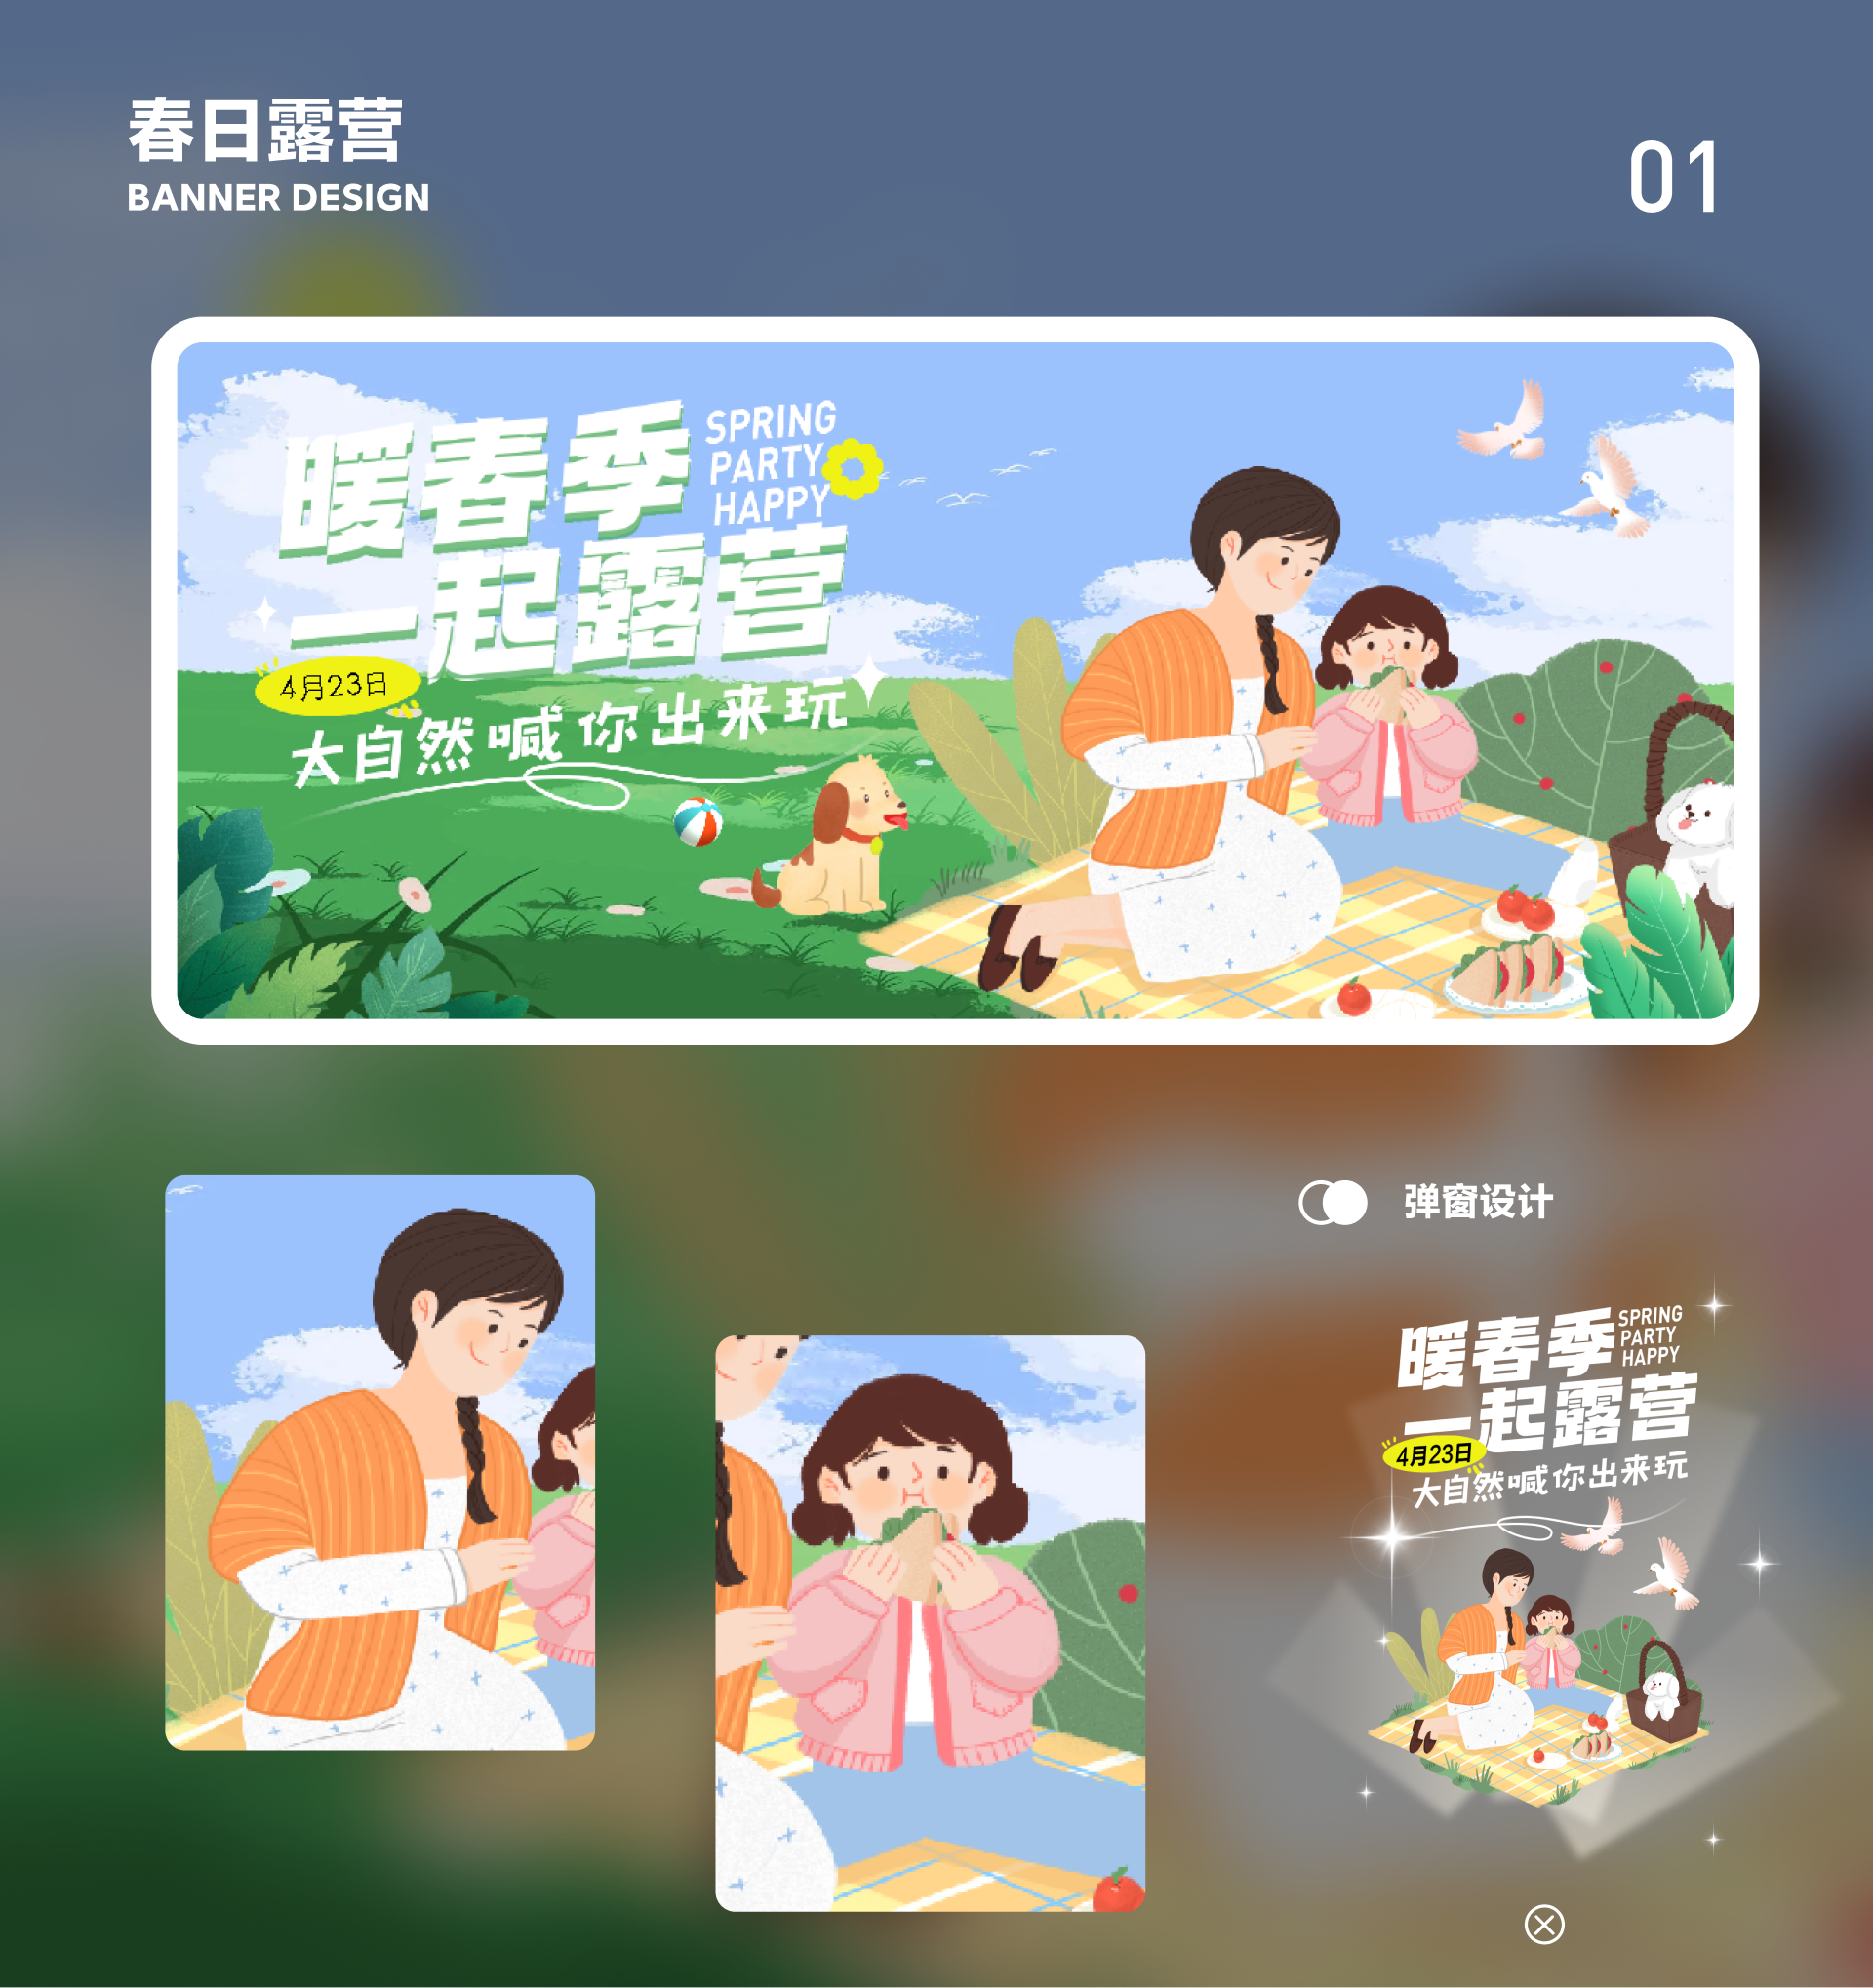 春日露营
BANNER DESIGN
01
暖春季
SPRING
PARTY
HAPPY
一起露营
4月23日
大自然喊你出来玩
弹窗设计
暖春季
SPRING
PARTY
HAPPY
一起露营
4月23日
大自然喊你出来玩